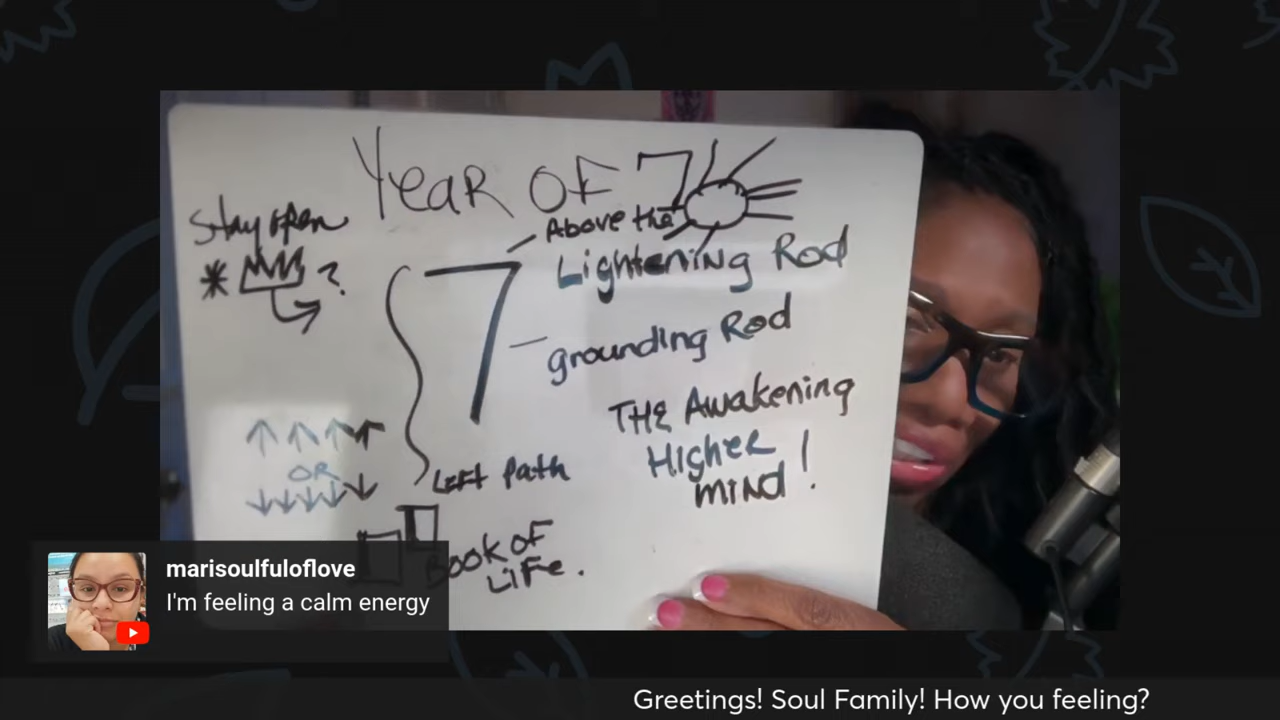 Year of 7
Stay open
Above the
Lightening Rod
* ?
7
grounding Rod
THE Awakening
Higher
mind!
OR
Left Path
Book of
Life.
marisoulfuloflove
I'm feeling a calm energy
Greetings! Soul Family! How you feeling?